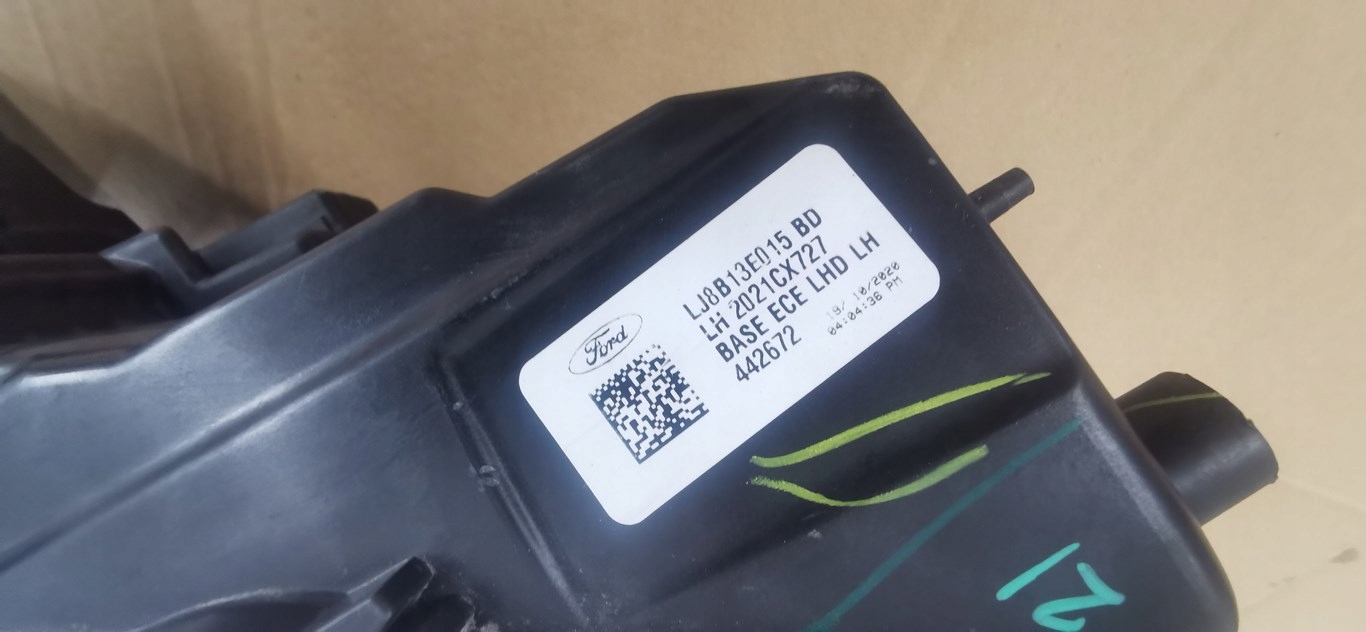 Ford
LJ8B13E015 BD
LH 2021CX727
BASE ECE LHD LH
442672
19/ 10/2020
04:04:36 PM